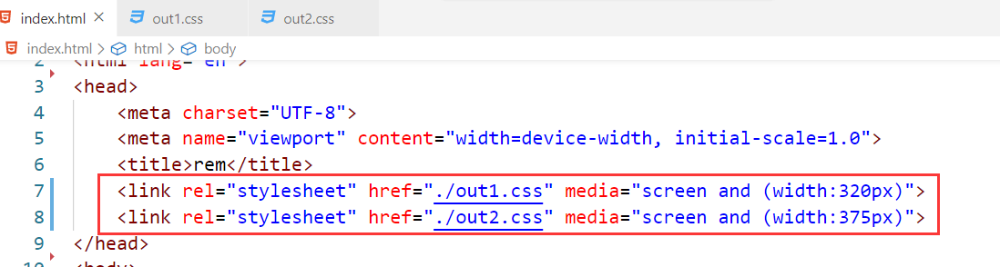 index.html × out1.css out2.css
index.html > html > body
2 <html lang="en">
3 <head>
4 <meta charset="UTF-8">
5 <meta name="viewport" content="width=device-width, initial-scale=1.0">
6 <title>rem</title>
7 <link rel="stylesheet" href="./out1.css" media="screen and (width:320px)">
8 <link rel="stylesheet" href="./out2.css" media="screen and (width:375px)">
9 </head>
10 <body>